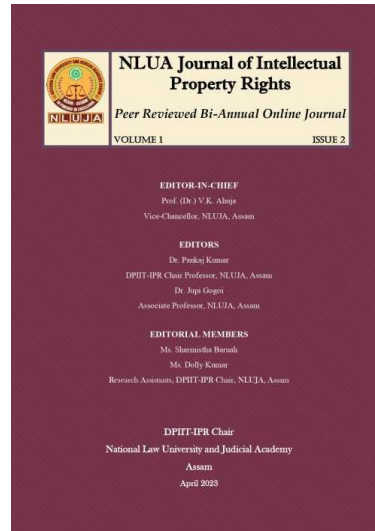 NLUA Journal of Intellectual
Property Rights
Peer Reviewed Bi-Annual Online Journal
VOLUME 1 ISSUE 2
NLUJA
EDITOR-IN-CHIEF
Prof. (Dr.) V.K. Ahuja
Vice-Chancellor, NLUJA, Assam
EDITORS
Dr. Pankaj Kumar
DPIIT-IPR Chair Professor, NLUJA, Assam
Dr. Jupi Gogoi
Associate Professor, NLUJA, Assam
EDITORIAL MEMBERS
Ms. Sharmistha Baruah
Ms. Dolly Kumar
Research Assistants, DPIIT-IPR Chair, NLUJA, Assam
DPIIT-IPR Chair
National Law University and Judicial Academy
Assam
April 2023